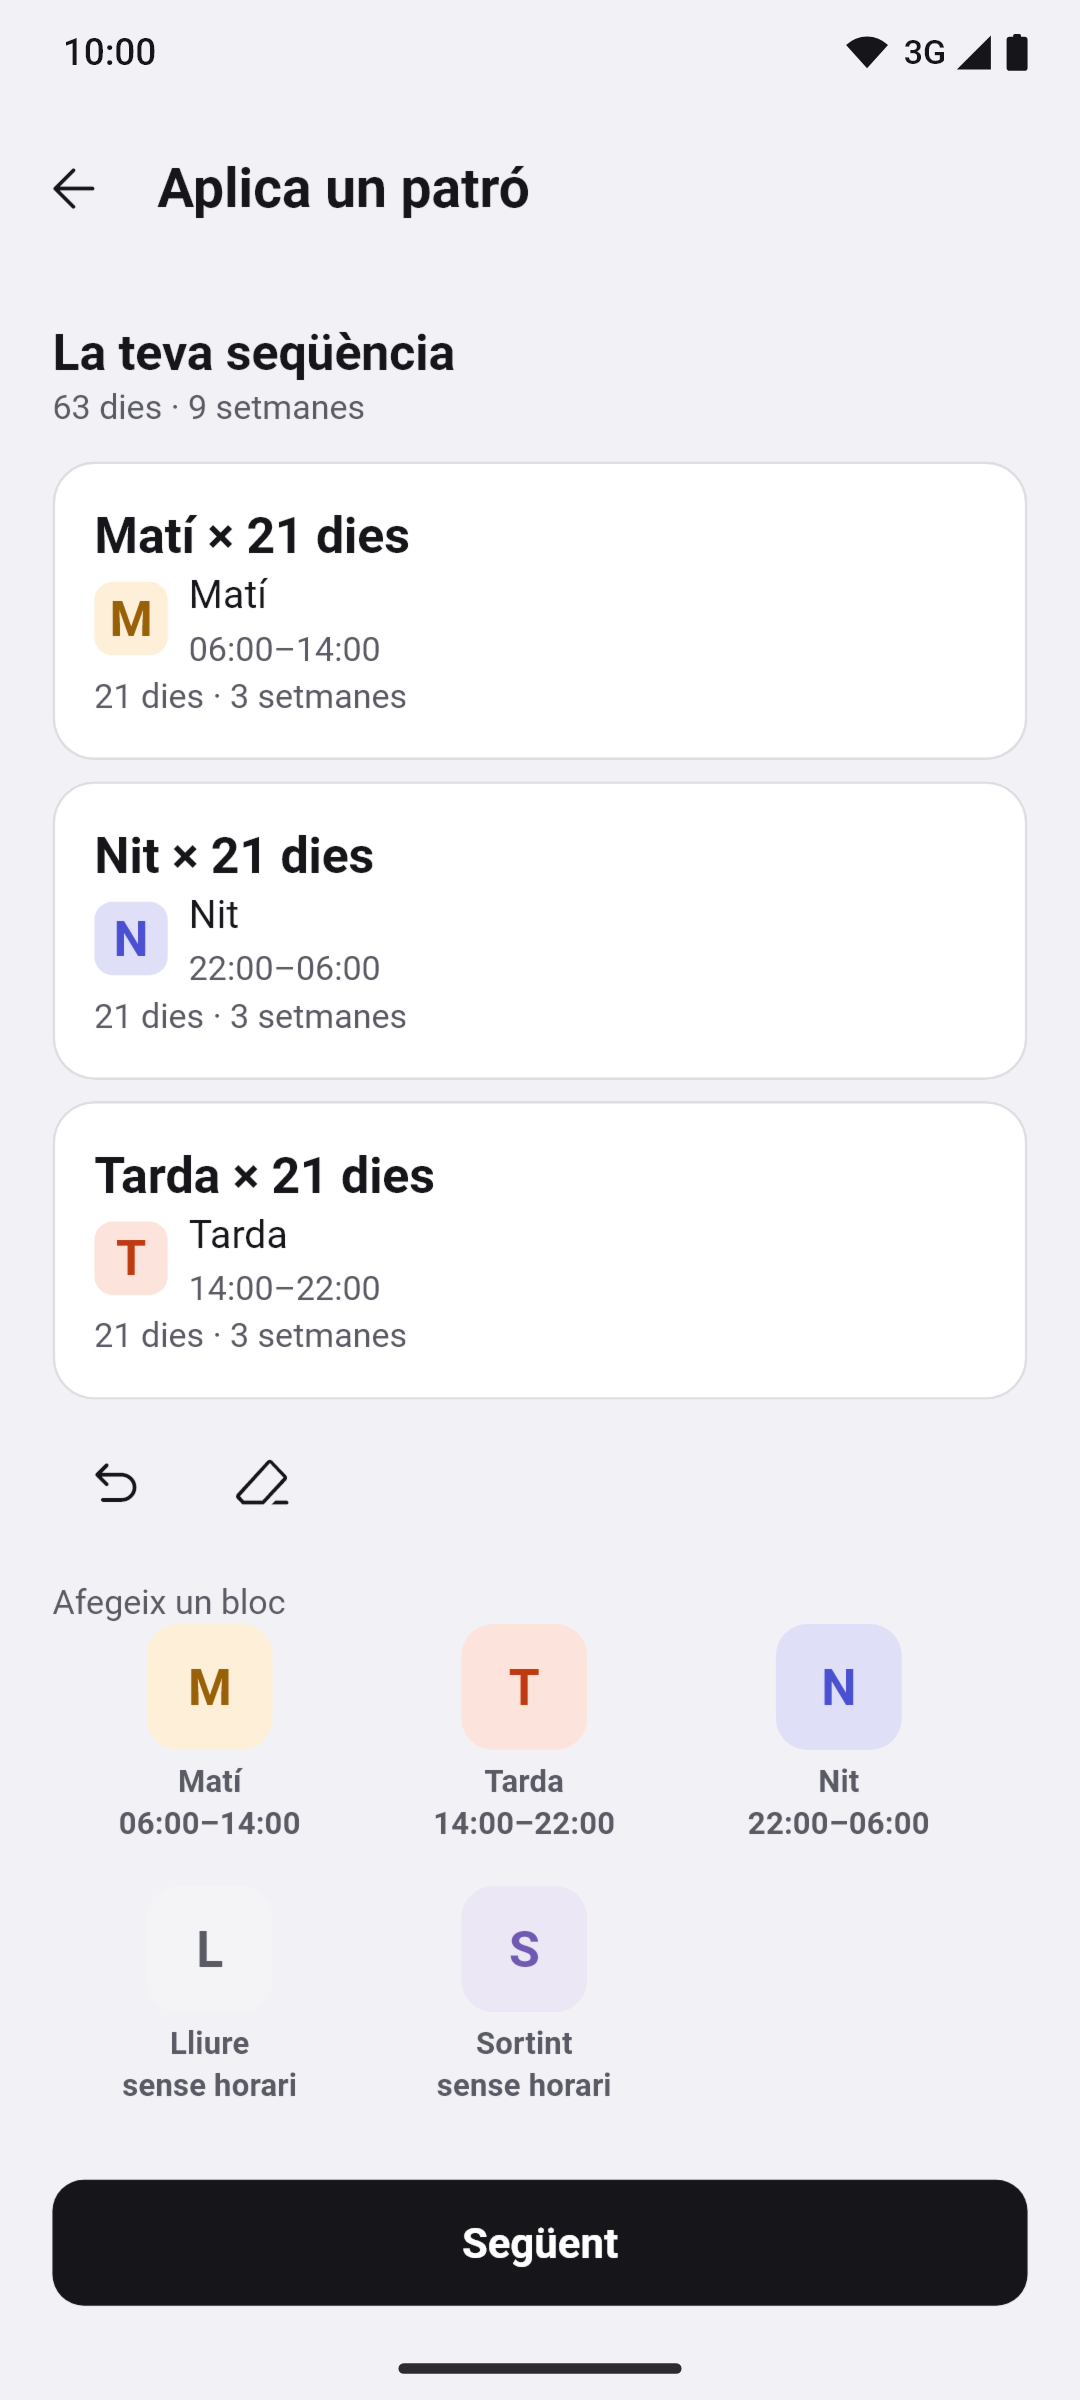 10:00
3G
Aplica un patró
La teva seqüència
63 dies · 9 setmanes
Matí × 21 dies
M
Matí
06:00–14:00
21 dies · 3 setmanes
Nit × 21 dies
N
Nit
22:00–06:00
21 dies · 3 setmanes
Tarda × 21 dies
T
Tarda
14:00–22:00
21 dies · 3 setmanes
Afegeix un bloc
M
Matí
06:00–14:00
T
Tarda
14:00–22:00
N
Nit
22:00–06:00
L
Lliure
sense horari
S
Sortint
sense horari
Següent